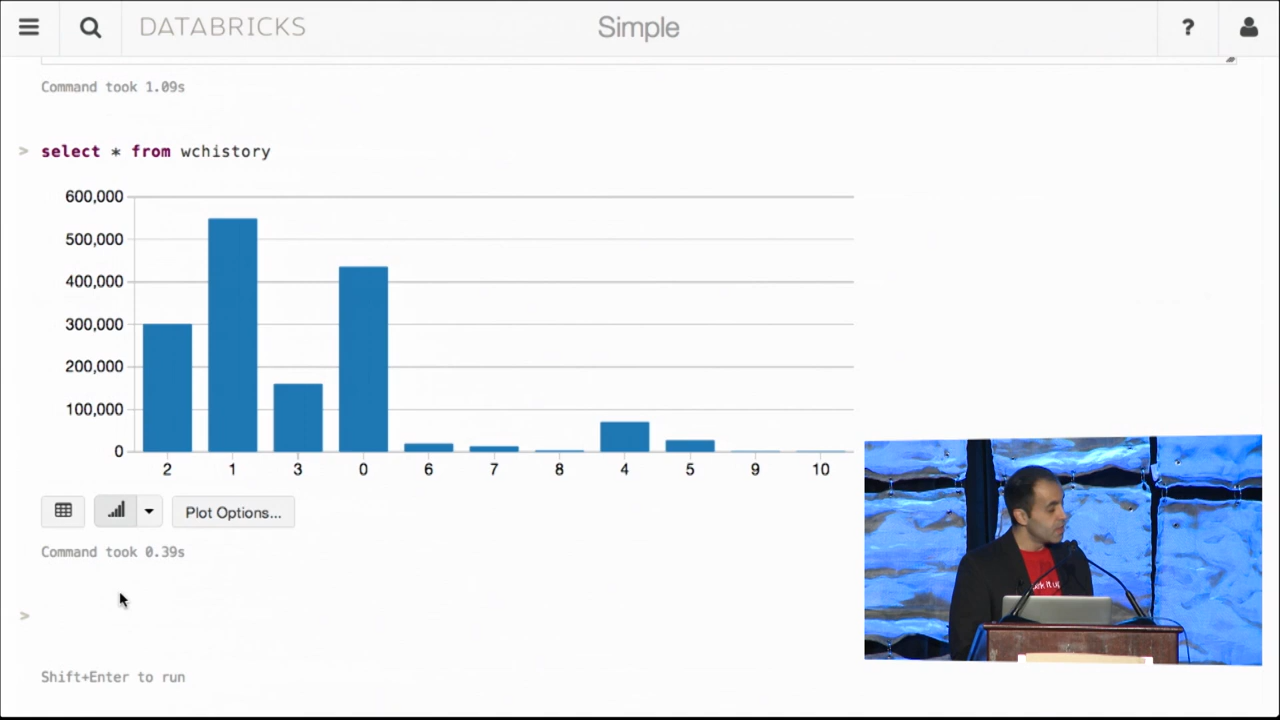 DATABRICKS
Simple
?
Command took 1.09s
> select * from wchistory
600,000
500,000
400,000
300,000
200,000
100,000
0
2 1 3 0 6 7 8 4 5 9 10
Plot Options...
Command took 0.39s
>
Shift+Enter to run
it up